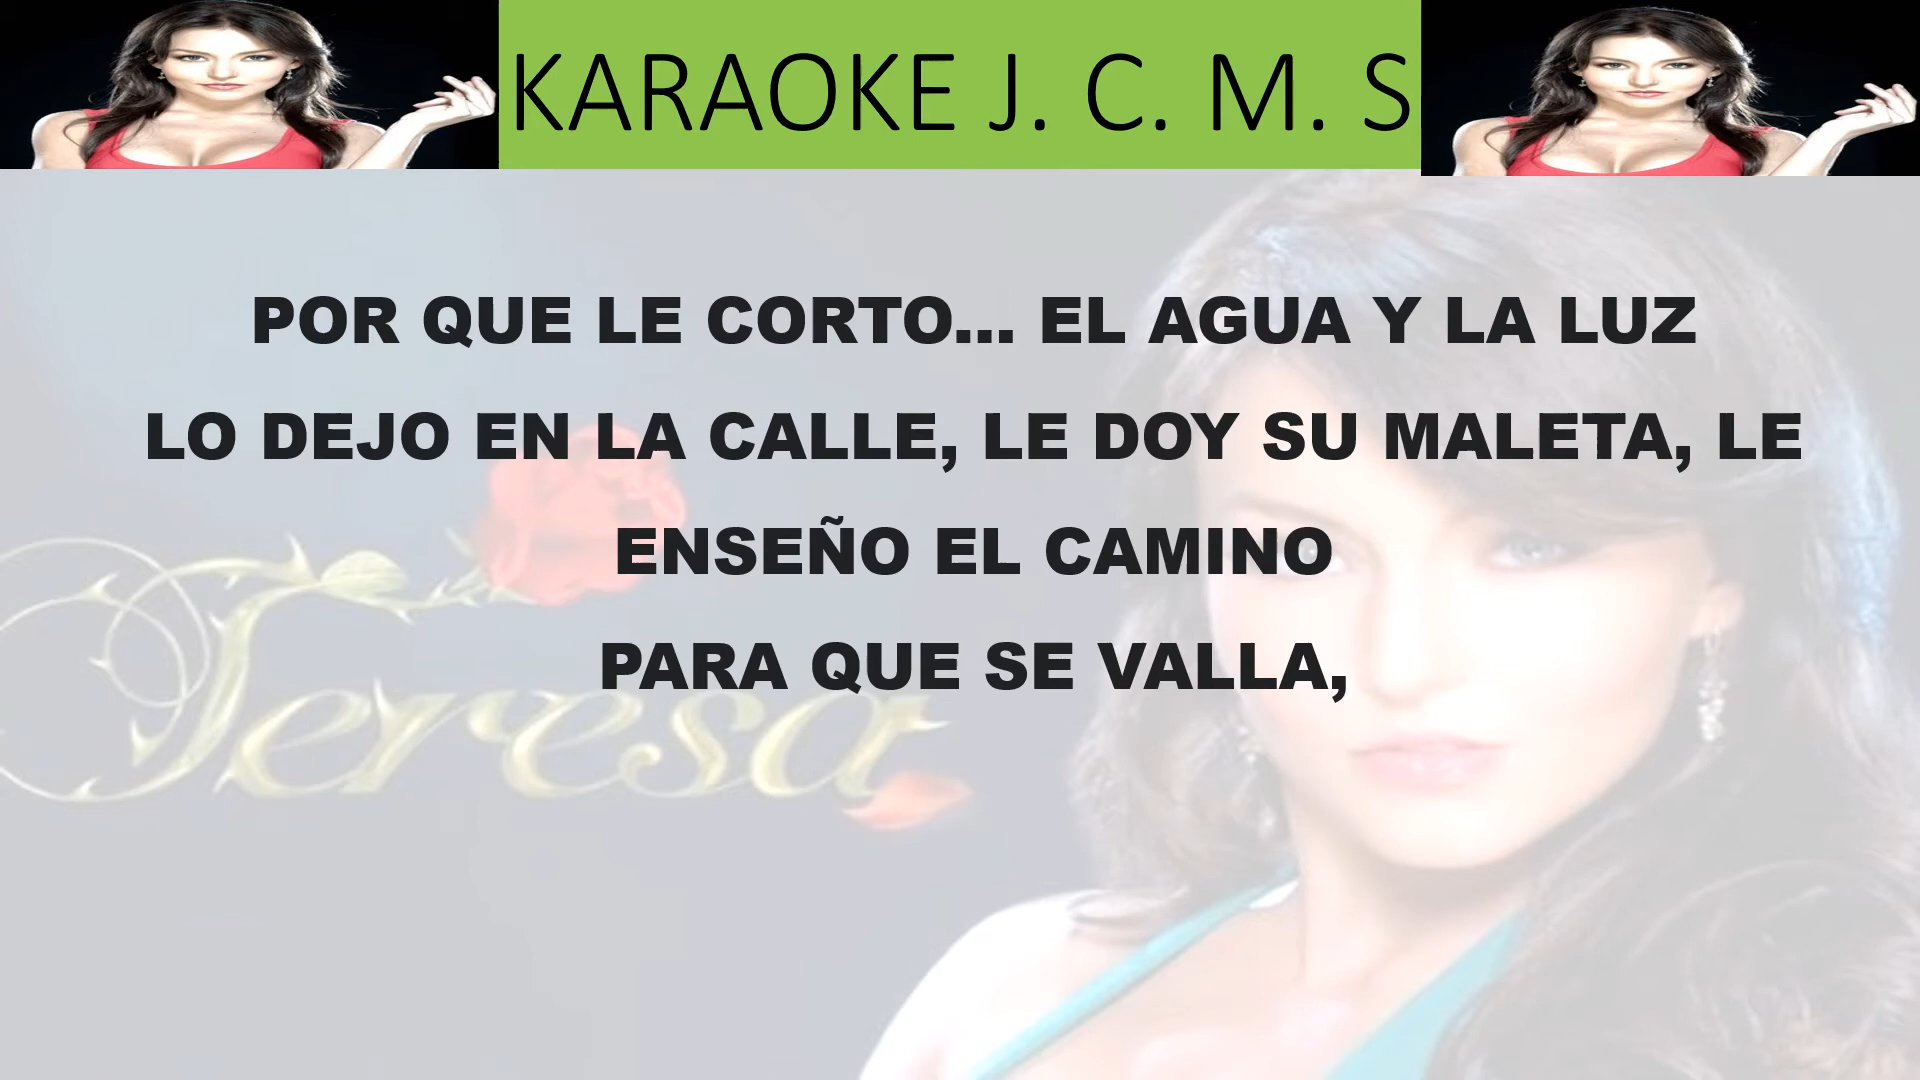 KARAOKE J. C. M. S
POR QUE LE CORTO... EL AGUA Y LA LUZ
LO DEJO EN LA CALLE, LE DOY SU MALETA, LE
ENSEÑO EL CAMINO
PARA QUE SE VALLA,
Teresa